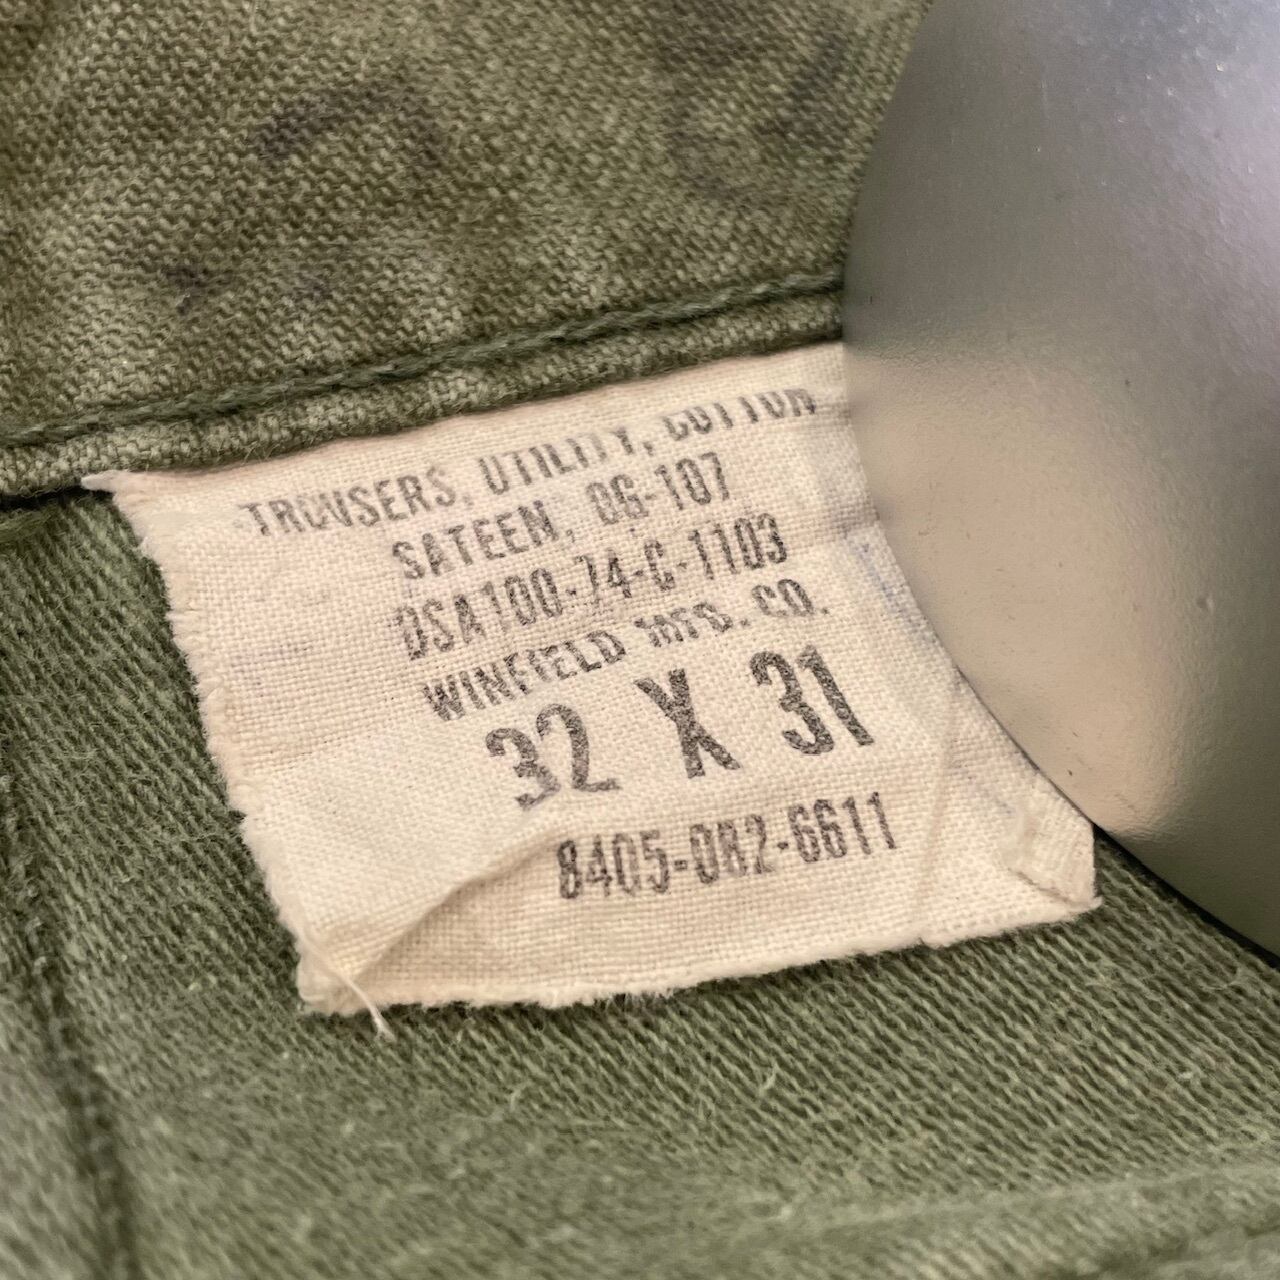 TROUSERS, UTILITY, COTTON
SATEEN, OG-107
DSA100-74-C-1103
WINFIELD MFG. CO.
32 X 31
8405-082-6611